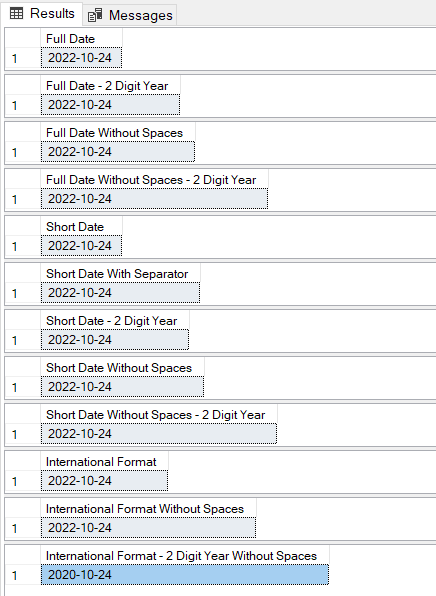 Results Messages
Full Date
1 2022-10-24
Full Date - 2 Digit Year
1 2022-10-24
Full Date Without Spaces
1 2022-10-24
Full Date Without Spaces - 2 Digit Year
1 2022-10-24
Short Date
1 2022-10-24
Short Date With Separator
1 2022-10-24
Short Date - 2 Digit Year
1 2022-10-24
Short Date Without Spaces
1 2022-10-24
Short Date Without Spaces - 2 Digit Year
1 2022-10-24
International Format
1 2022-10-24
International Format Without Spaces
1 2022-10-24
International Format - 2 Digit Year Without Spaces
1 2020-10-24